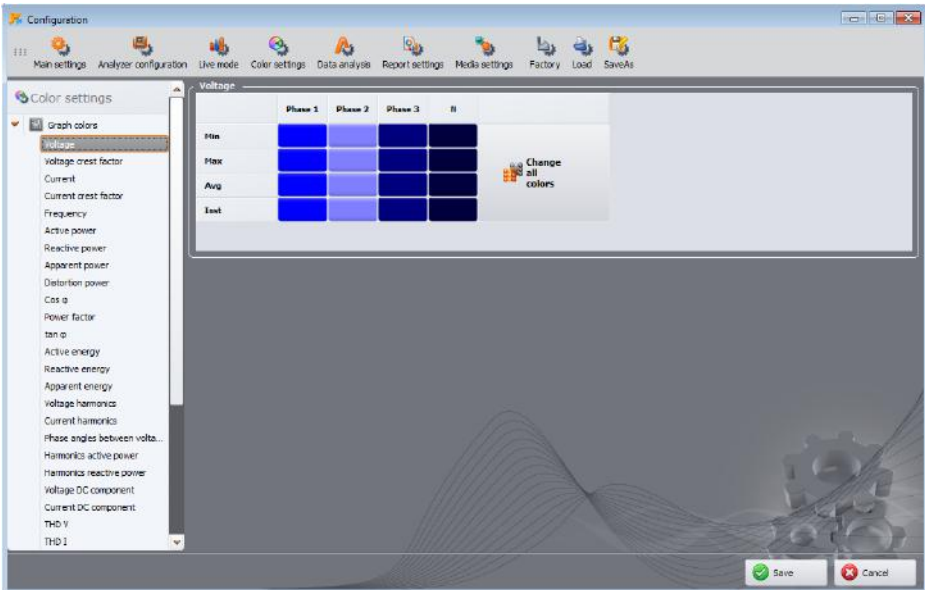 Configuration
Main settings Analyzer configuration Live mode Color settings Data analysis Report settings Media settings Factory Load SaveAs
Color settings
Graph colors
Voltage
Voltage crest factor
Current
Current crest factor
Frequency
Active power
Reactive power
Apparent power
Distortion power
Cos φ
Power factor
tan φ
Active energy
Reactive energy
Apparent energy
Voltage harmonics
Current harmonics
Phase angles between volta...
Harmonics active power
Harmonics reactive power
Voltage DC component
Current DC component
THD V
THD I
Voltage
Phase 1 Phase 2 Phase 3 N
Min
Max
Avg
Inst
Change
all
colors
Save Cancel